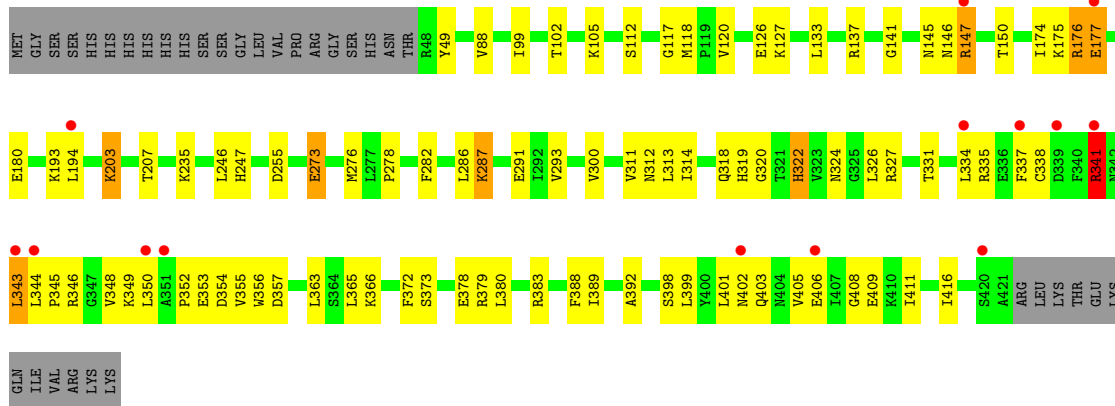 MET GLY SER SER HIS HIS HIS HIS HIS HIS SER SER GLY LEU VAL PRO ARG GLY SER HIS ASN THR R48 Y49 V88 I99 T102 K105 S112 G117 M118 P119 V120 E126 K127 L133 R137 G141 N145 N146 R147 T150 I174 K175 R176 E177
E180 K193 L194 K203 T207 K235 L246 H247 D255 E273 M276 L277 P278 F282 L286 K287 E291 I292 V293 V300 V311 N312 L313 I314 Q318 H319 G320 T321 H322 V323 N324 G325 L326 R327 T331 L334 R335 E336 F337 C338 D339 F340 R341 N342
L343 L344 P345 R346 G347 V348 K349 L350 A351 P352 E353 D354 V355 W356 D357 L363 S364 L365 K366 F372 S373 E378 R379 L380 R383 F388 I389 A392 S398 L399 Y400 L401 N402 Q403 N404 V405 E406 I407 G408 E409 K410 I411 I416 S420 A421 ARG LEU LYS THR GLU LYS
GLN ILE VAL ARG LYS LYS